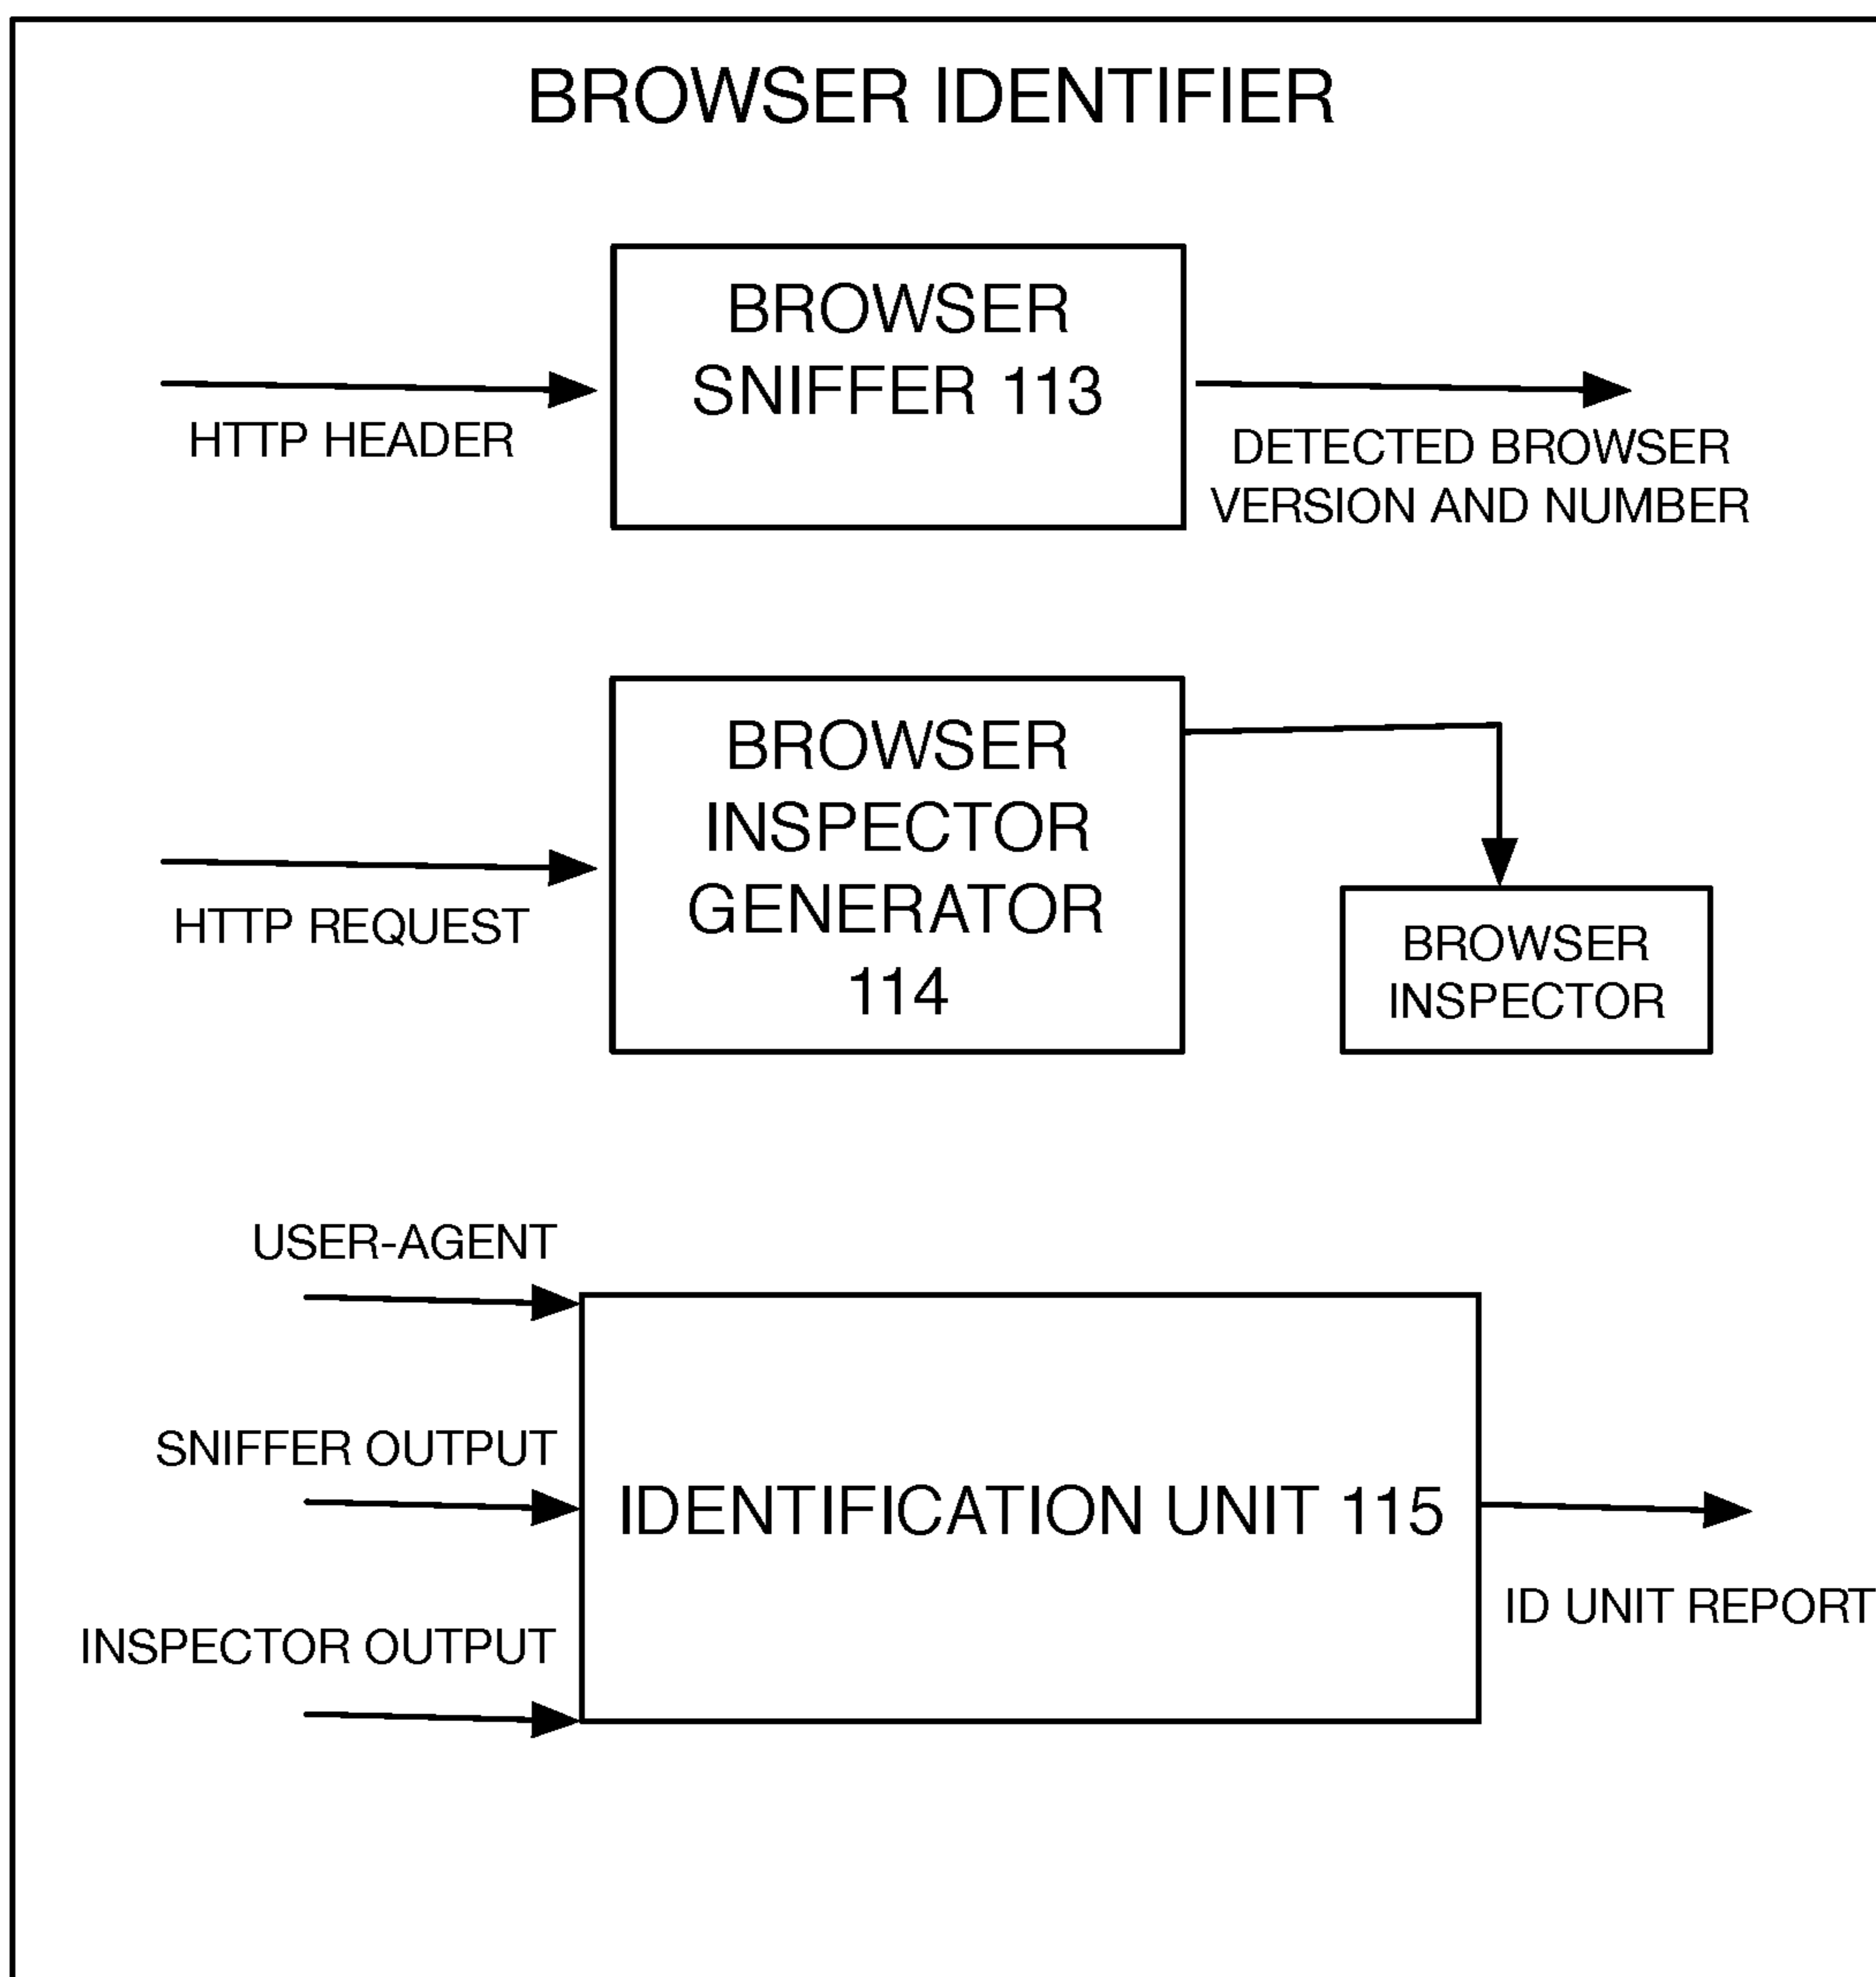 BROWSER IDENTIFIER
BROWSER
SNIFFER 113
HTTP HEADER
DETECTED BROWSER
VERSION AND NUMBER
BROWSER
INSPECTOR
GENERATOR
114
HTTP REQUEST
BROWSER
INSPECTOR
USER-AGENT
SNIFFER OUTPUT
IDENTIFICATION UNIT 115
INSPECTOR OUTPUT
ID UNIT REPORT